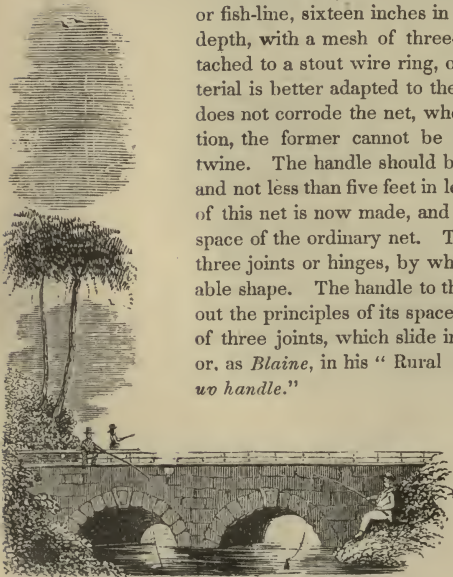 or fish-line, sixteen inches in
depth, with a mesh of three-
tached to a stout wire ring, o
terial is better adapted to the
does not corrode the net, whe
tion, the former cannot be
twine. The handle should b
and not less than five feet in le
of this net is now made, and
space of the ordinary net. T
three joints or hinges, by wh
able shape. The handle to th
out the principles of its space
of three joints, which slide in
or, as Blaine, in his “ Rural
up handle.”